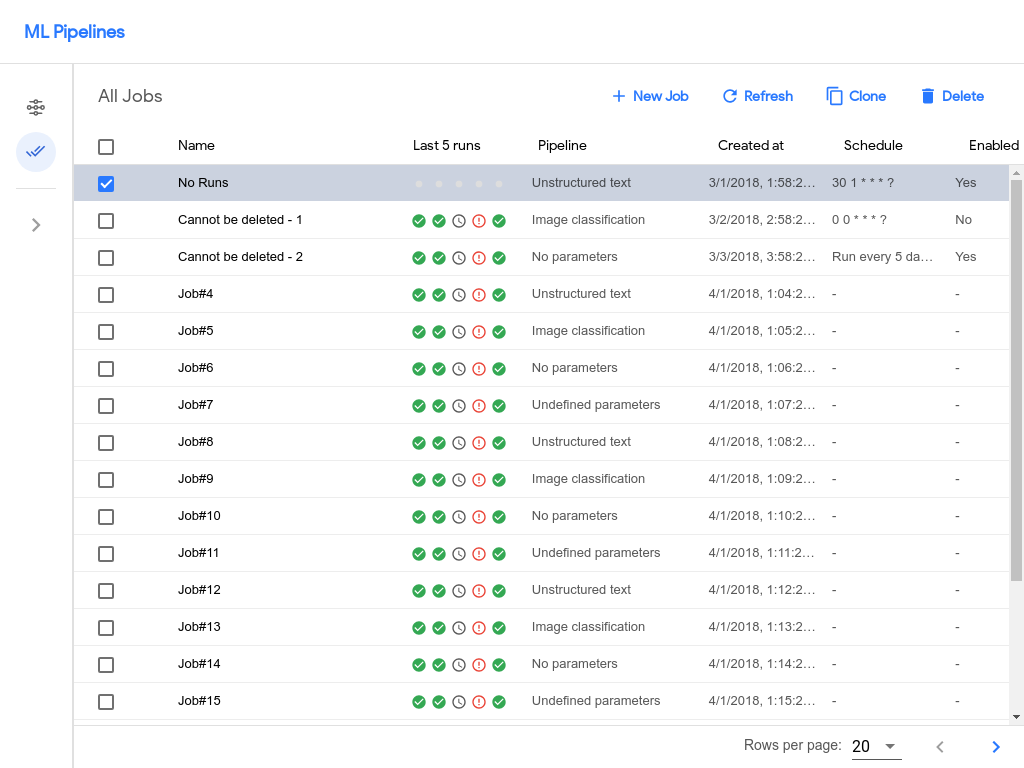 ML Pipelines
All Jobs
New Job Refresh Clone Delete
Name Last 5 runs Pipeline Created at Schedule Enabled
No Runs Unstructured text 3/1/2018, 1:58:2... 30 1 * * * ? Yes
Cannot be deleted - 1 Image classification 3/2/2018, 2:58:2... 0 0 * * * ? No
Cannot be deleted - 2 No parameters 3/3/2018, 3:58:2... Run every 5 da... Yes
Job#4 Unstructured text 4/1/2018, 1:04:2... - -
Job#5 Image classification 4/1/2018, 1:05:2... - -
Job#6 No parameters 4/1/2018, 1:06:2... - -
Job#7 Undefined parameters 4/1/2018, 1:07:2... - -
Job#8 Unstructured text 4/1/2018, 1:08:2... - -
Job#9 Image classification 4/1/2018, 1:09:2... - -
Job#10 No parameters 4/1/2018, 1:10:2... - -
Job#11 Undefined parameters 4/1/2018, 1:11:2... - -
Job#12 Unstructured text 4/1/2018, 1:12:2... - -
Job#13 Image classification 4/1/2018, 1:13:2... - -
Job#14 No parameters 4/1/2018, 1:14:2... - -
Job#15 Undefined parameters 4/1/2018, 1:15:2... - -
Rows per page: 20